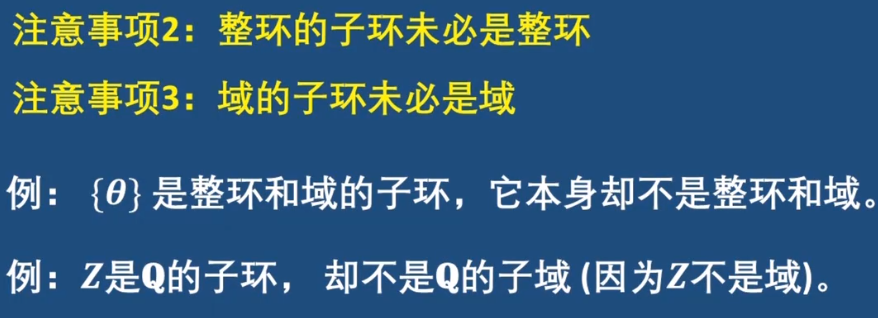 注意事项2：整环的子环未必是整环
注意事项3：域的子环未必是域
例： {θ} 是整环和域的子环，它本身却不是整环和域。
例：Z是Q的子环， 却不是Q的子域 (因为Z不是域)。